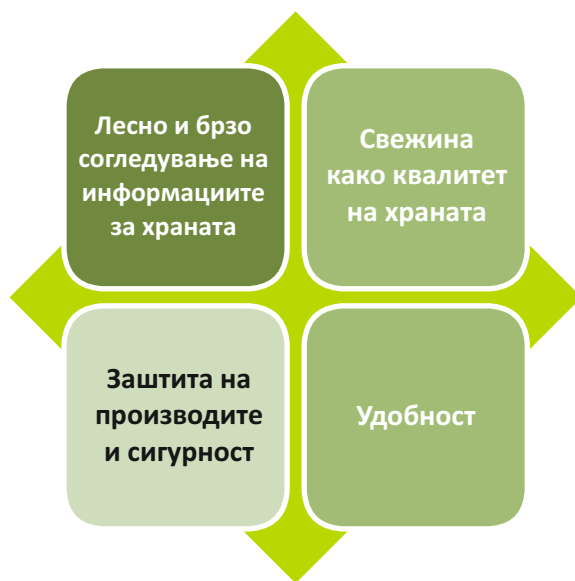 Лесно и брзо
согледување на
информациите
за храната
Свежина
како квалитет
на храната
Заштита на
производите
и сигурност
Удобност